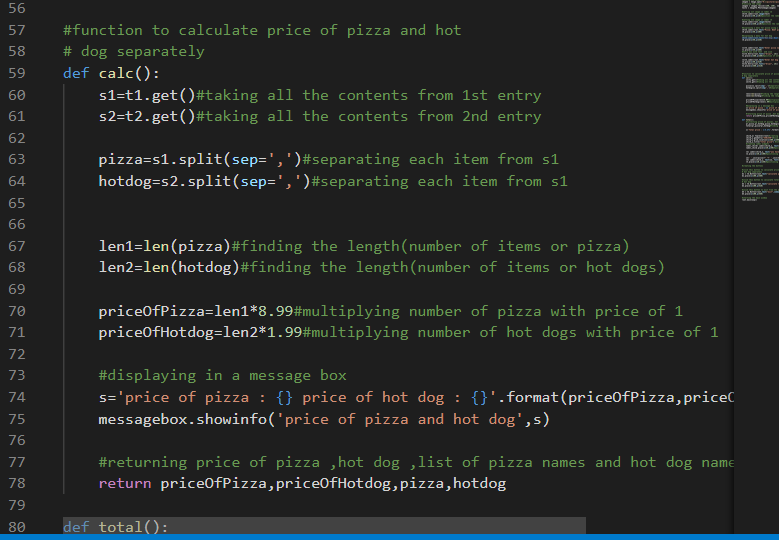 56
57 #function to calculate price of pizza and hot
58 # dog separately
59 def calc():
60 s1=t1.get()#taking all the contents from 1st entry
61 s2=t2.get()#taking all the contents from 2nd entry
62
63 pizza=s1.split(sep=',')#separating each item from s1
64 hotdog=s2.split(sep=',')#separating each item from s1
65
66
67 len1=len(pizza)#finding the length(number of items or pizza)
68 len2=len(hotdog)#finding the length(number of items or hot dogs)
69
70 priceOfPizza=len1*8.99#multiplying number of pizza with price of 1
71 priceOfHotdog=len2*1.99#multiplying number of hot dogs with price of 1
72
73 #displaying in a message box
74 s='price of pizza : {} price of hot dog : {}'.format(priceOfPizza,priceO
75 messagebox.showinfo('price of pizza and hot dog',s)
76
77 #returning price of pizza ,hot dog ,list of pizza names and hot dog name
78 return priceOfPizza,priceOfHotdog,pizza,hotdog
79
80 def total():